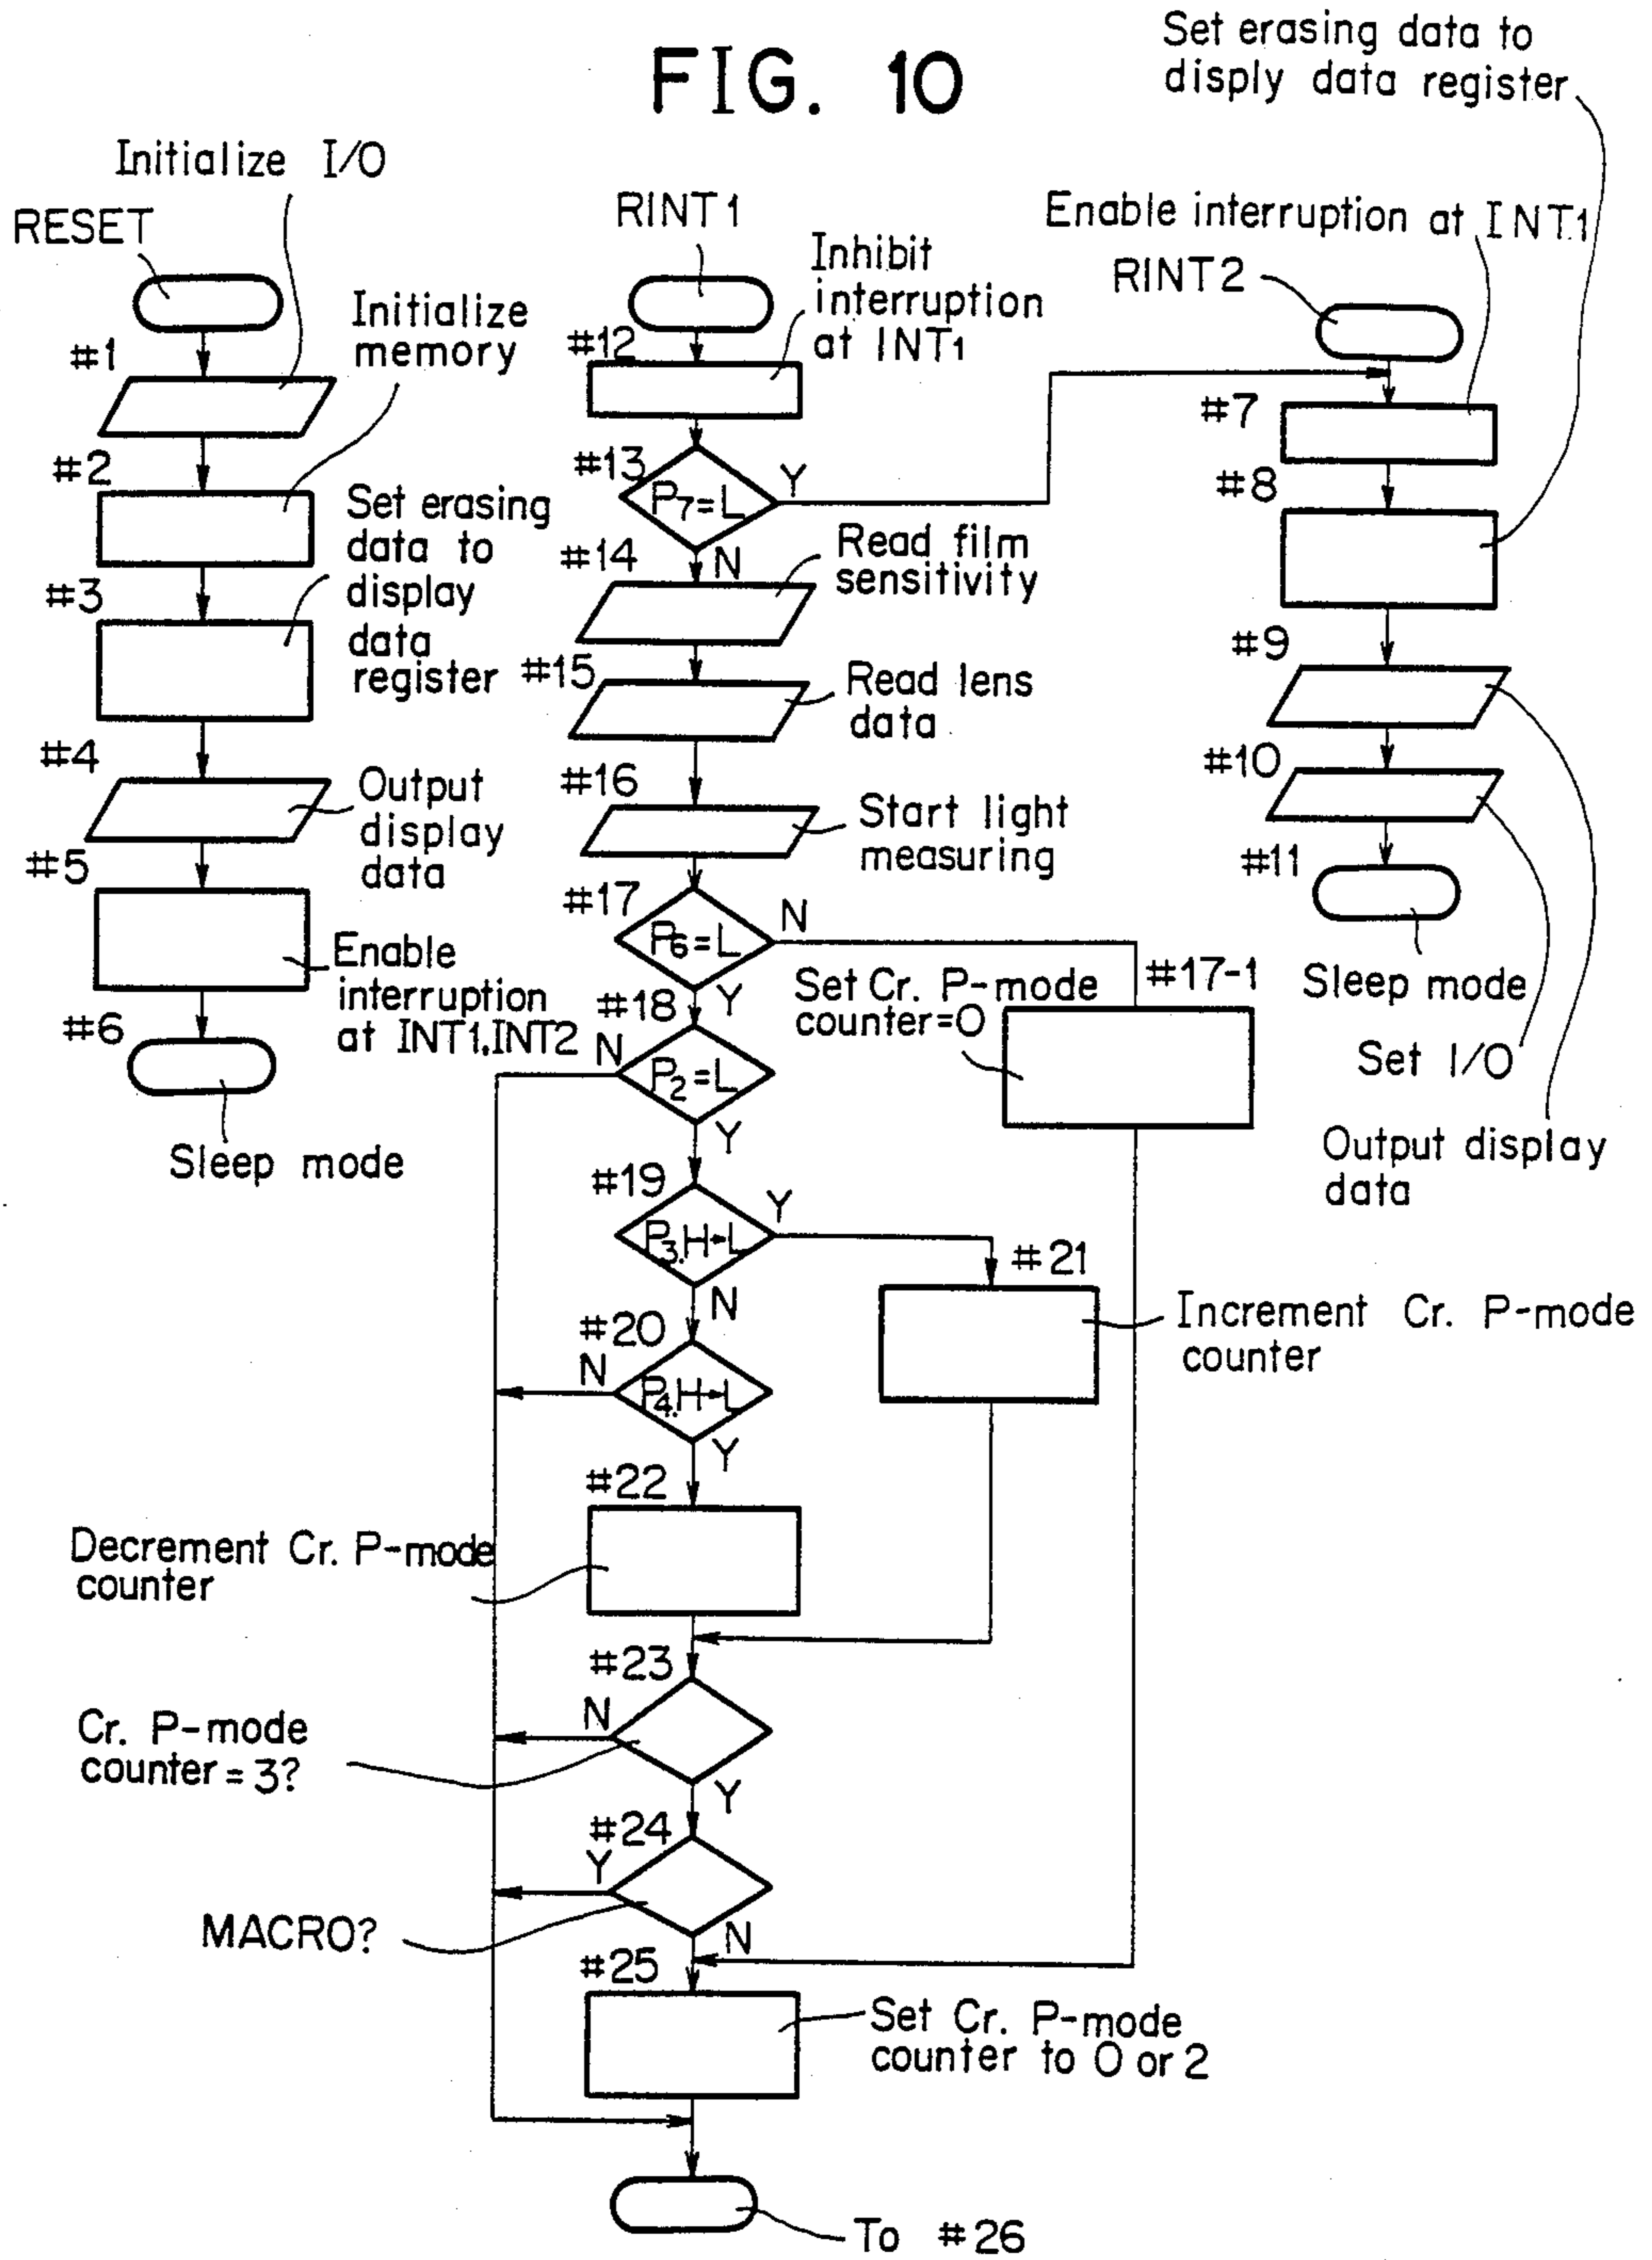 FIG. 10
Set erasing data to
disply data register
Initialize I/O
RESET
#1
Initialize
memory
#2
Set erasing
data to
display
data
register
#3
#4
Output
display
data
#5
Enable
interruption
at INT1.INT2
#6
Sleep mode
RINT1
Inhibit
interruption
at INT1
#12
#13
P7=L
Y
N
#14
Read film
sensitivity
#15
Read lens
data
#16
Start light
measuring
#17
P6=L
N
Y
#17-1
Set Cr. P-mode
counter=0
#18
N
P2=L
Y
#19
P3.H→L
Y
N
#21
Increment Cr. P-mode
counter
#20
N
P4.H→L
Y
#22
Decrement Cr. P-mode
counter
#23
N
Cr. P-mode
counter=3?
Y
#24
Y
MACRO?
N
#25
Set Cr. P-mode
counter to 0 or 2
To #26
Enable interruption at INT.1
RINT2
#7
#8
#9
#10
#11
Sleep mode
Set I/O
Output display
data